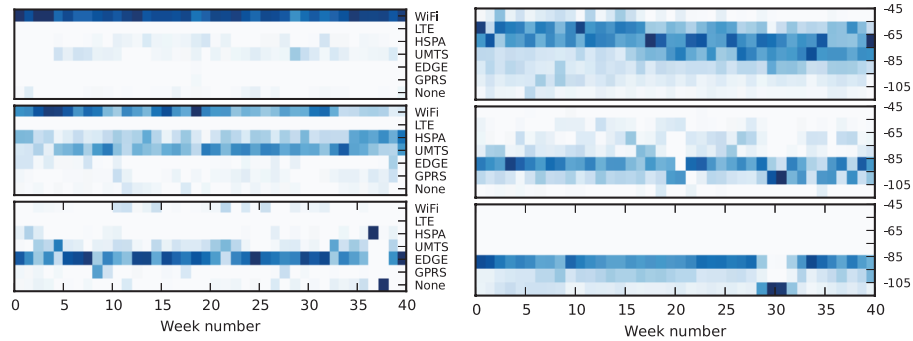 WiFi
LTE
HSPA
UMTS
EDGE
GPRS
None
WiFi
LTE
HSPA
UMTS
EDGE
GPRS
None
WiFi
LTE
HSPA
UMTS
EDGE
GPRS
None
0 5 10 15 20 25 30 35 40
Week number
-45
-65
-85
-105
-45
-65
-85
-105
-45
-85
-105
0 5 10 15 20 25 30 35 40
Week number